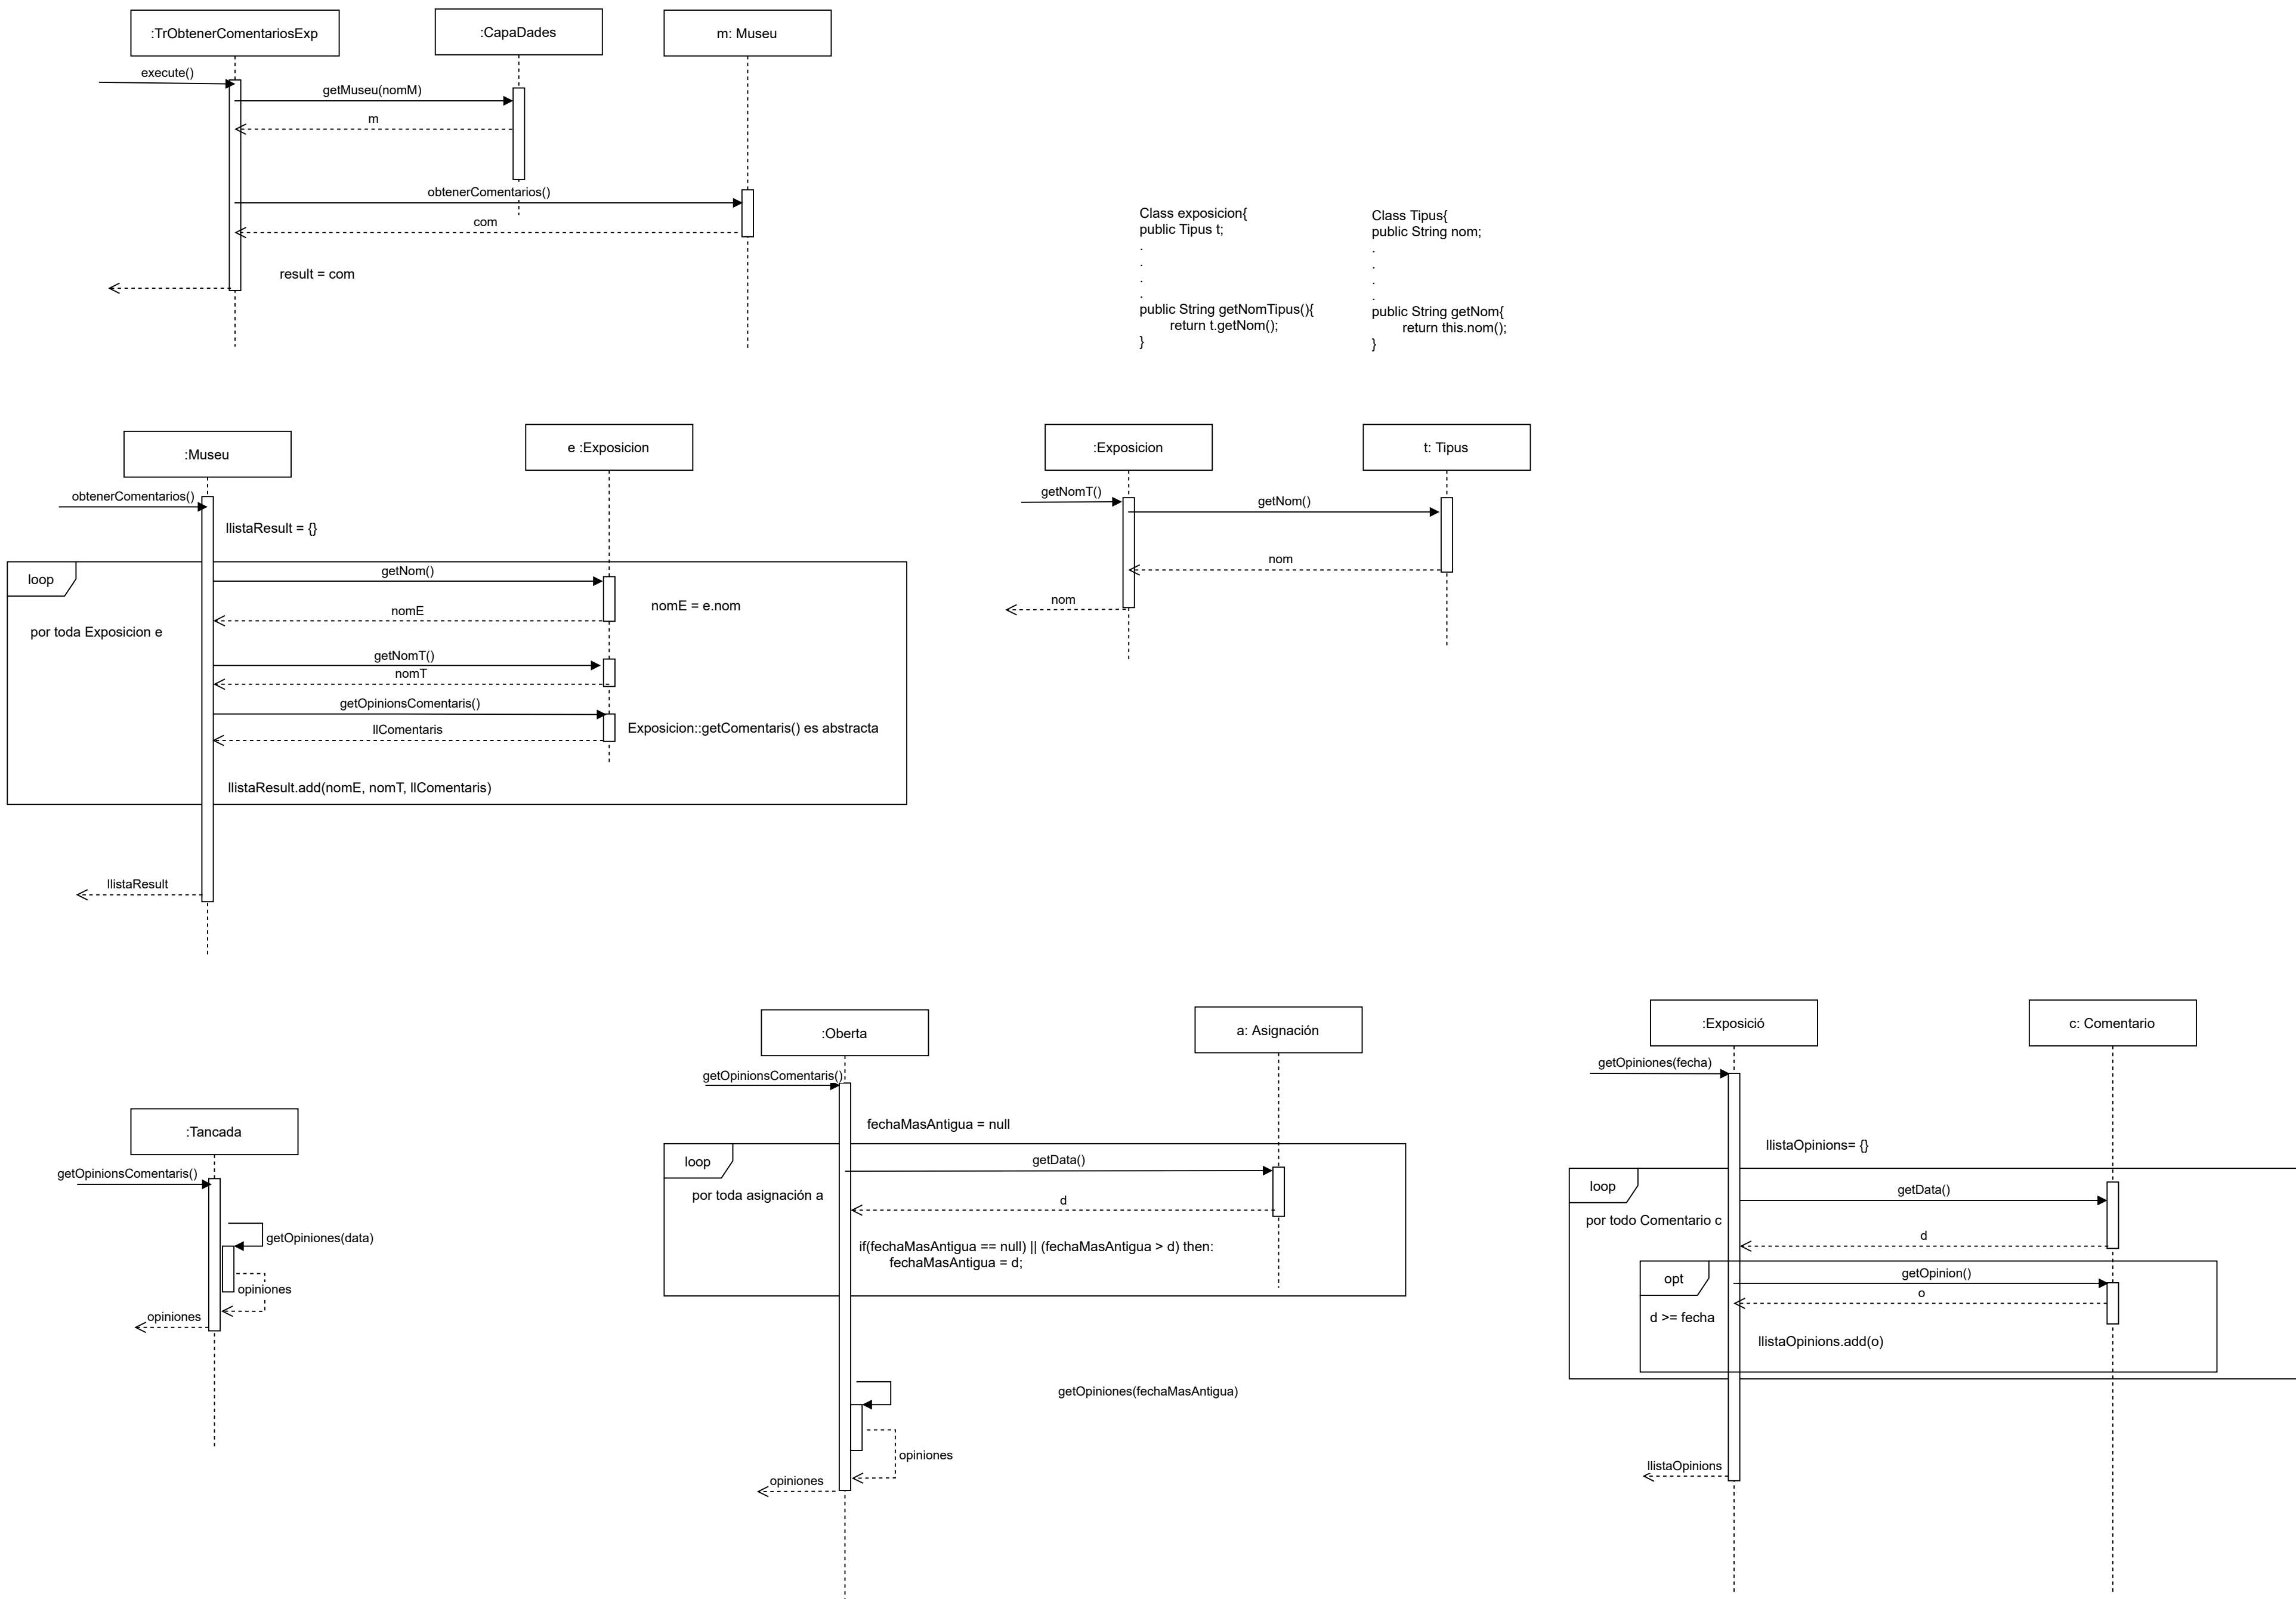 :TrObtenerComentariosExp
:CapaDades
m: Museu
execute()
getMuseu(nomM)
m
obtenerComentarios()
com
result = com
Class exposicion{
public Tipus t;
.
.
.
.
public String getNomTipus(){
return t.getNom();
}
Class Tipus{
public String nom;
.
.
.
.
public String getNom{
return this.nom();
}
:Museu
e :Exposicion
obtenerComentarios()
llistaResult = {}
loop
por toda Exposicion e
getNom()
nomE
nomE = e.nom
getNomT()
nomT
getOpinionsComentaris()
llComentaris
Exposicion::getComentaris() es abstracta
llistaResult.add(nomE, nomT, llComentaris)
llistaResult
:Exposicion
t: Tipus
getNomT()
getNom()
nom
nom
:Tancada
getOpinionsComentaris()
getOpiniones(data)
opiniones
opiniones
:Oberta
a: Asignación
getOpinionsComentaris()
fechaMasAntigua = null
loop
por toda asignación a
getData()
d
if(fechaMasAntigua == null) || (fechaMasAntigua > d) then:
fechaMasAntigua = d;
getOpiniones(fechaMasAntigua)
opiniones
opiniones
:Exposició
c: Comentario
getOpiniones(fecha)
llistaOpinions= {}
loop
por todo Comentario c
getData()
d
opt
d >= fecha
getOpinion()
o
llistaOpinions.add(o)
llistaOpinions